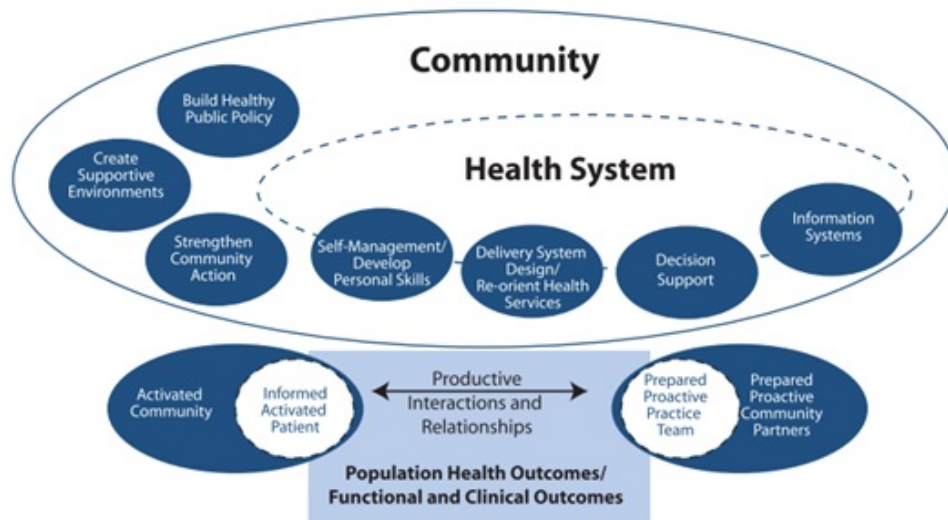 Community
Build Healthy
Public Policy
Create
Supportive
Environments
Strengthen
Community
Action
Health System
Self-Management/
Develop
Personal Skills
Delivery System
Design/
Re-orient Health
Services
Decision
Support
Information
Systems
Activated
Community
Informed
Activated
Patient
Productive
Interactions and
Relationships
Prepared
Proactive
Practice
Team
Prepared
Proactive
Community
Partners
Population Health Outcomes/
Functional and Clinical Outcomes